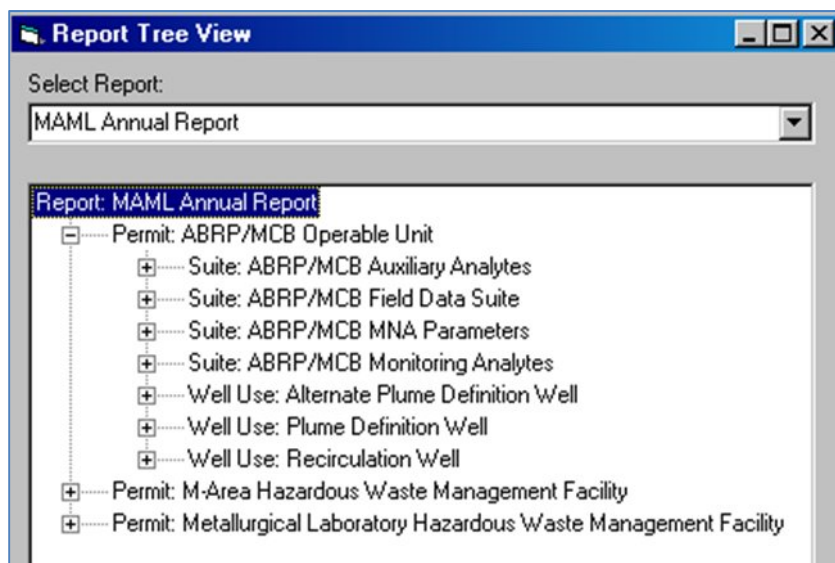 Report Tree View
Select Report:
MAML Annual Report
Report: MAML Annual Report
Permit: ABRP/MCB Operable Unit
Suite: ABRP/MCB Auxiliary Analytes
Suite: ABRP/MCB Field Data Suite
Suite: ABRP/MCB MNA Parameters
Suite: ABRP/MCB Monitoring Analytes
Well Use: Alternate Plume Definition Well
Well Use: Plume Definition Well
Well Use: Recirculation Well
Permit: M-Area Hazardous Waste Management Facility
Permit: Metallurgical Laboratory Hazardous Waste Management Facility